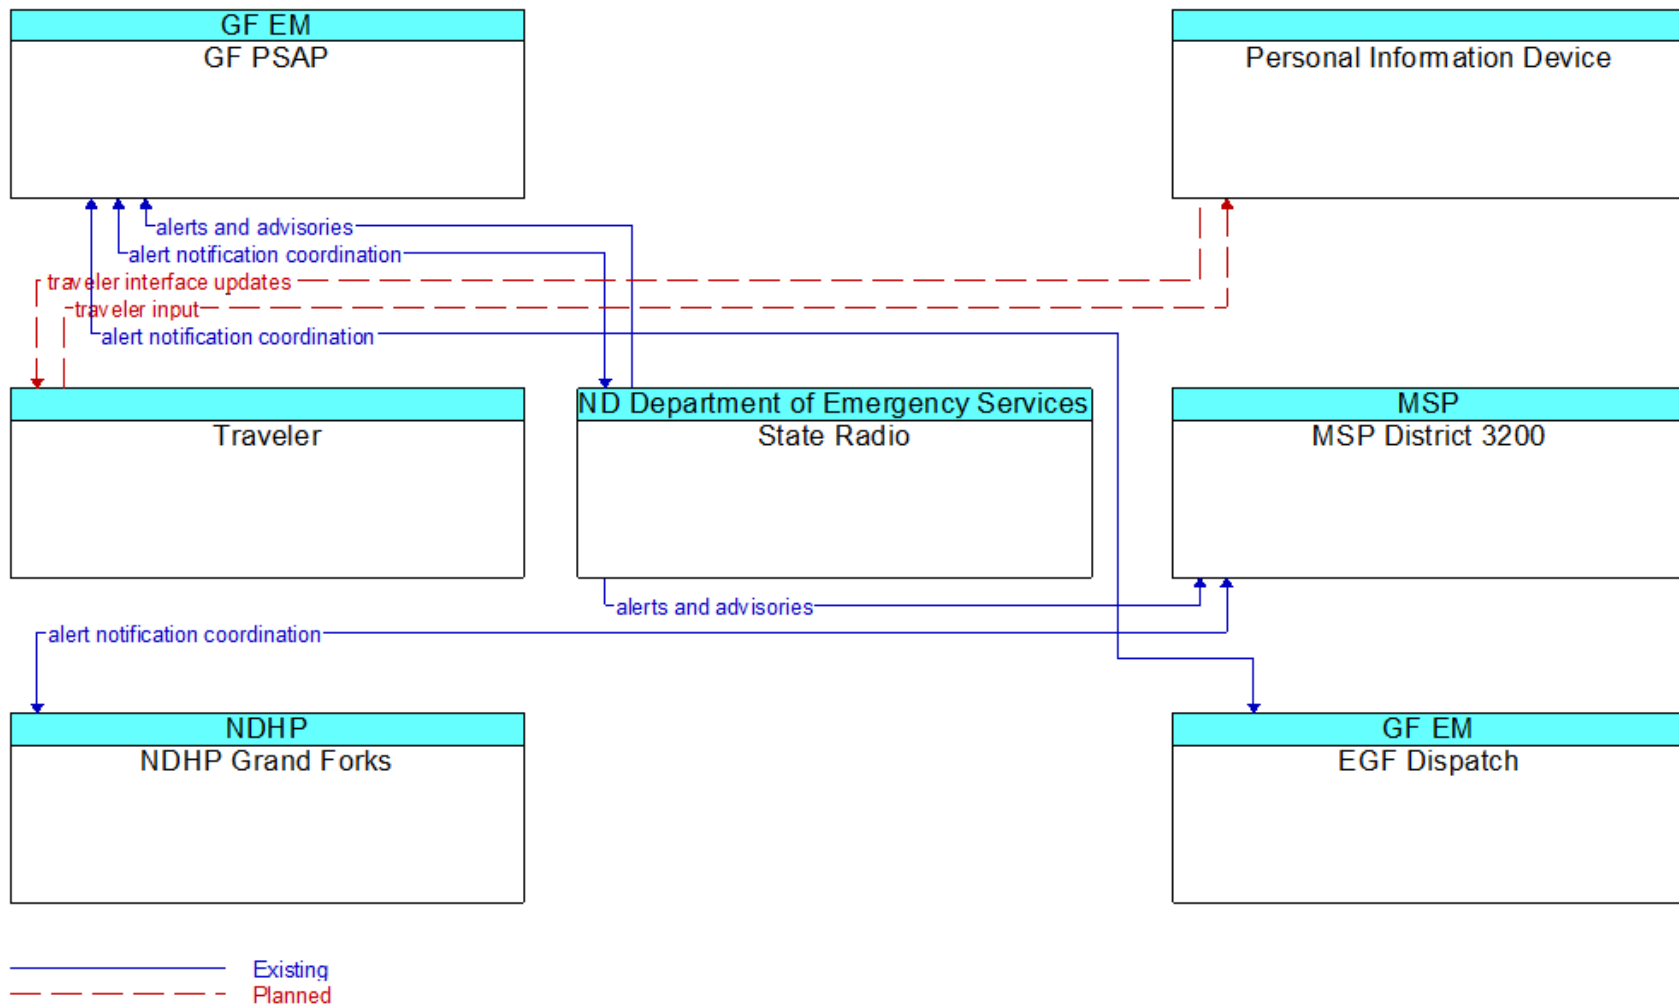 GF EM
GF PSAP
Personal Information Device
alerts and advisories
alert notification coordination
traveler interface updates
traveler input
alert notification coordination
Traveler
ND Department of Emergency Services
State Radio
MSP
MSP District 3200
alerts and advisories
alert notification coordination
NDHP
NDHP Grand Forks
GF EM
EGF Dispatch
Existing
Planned